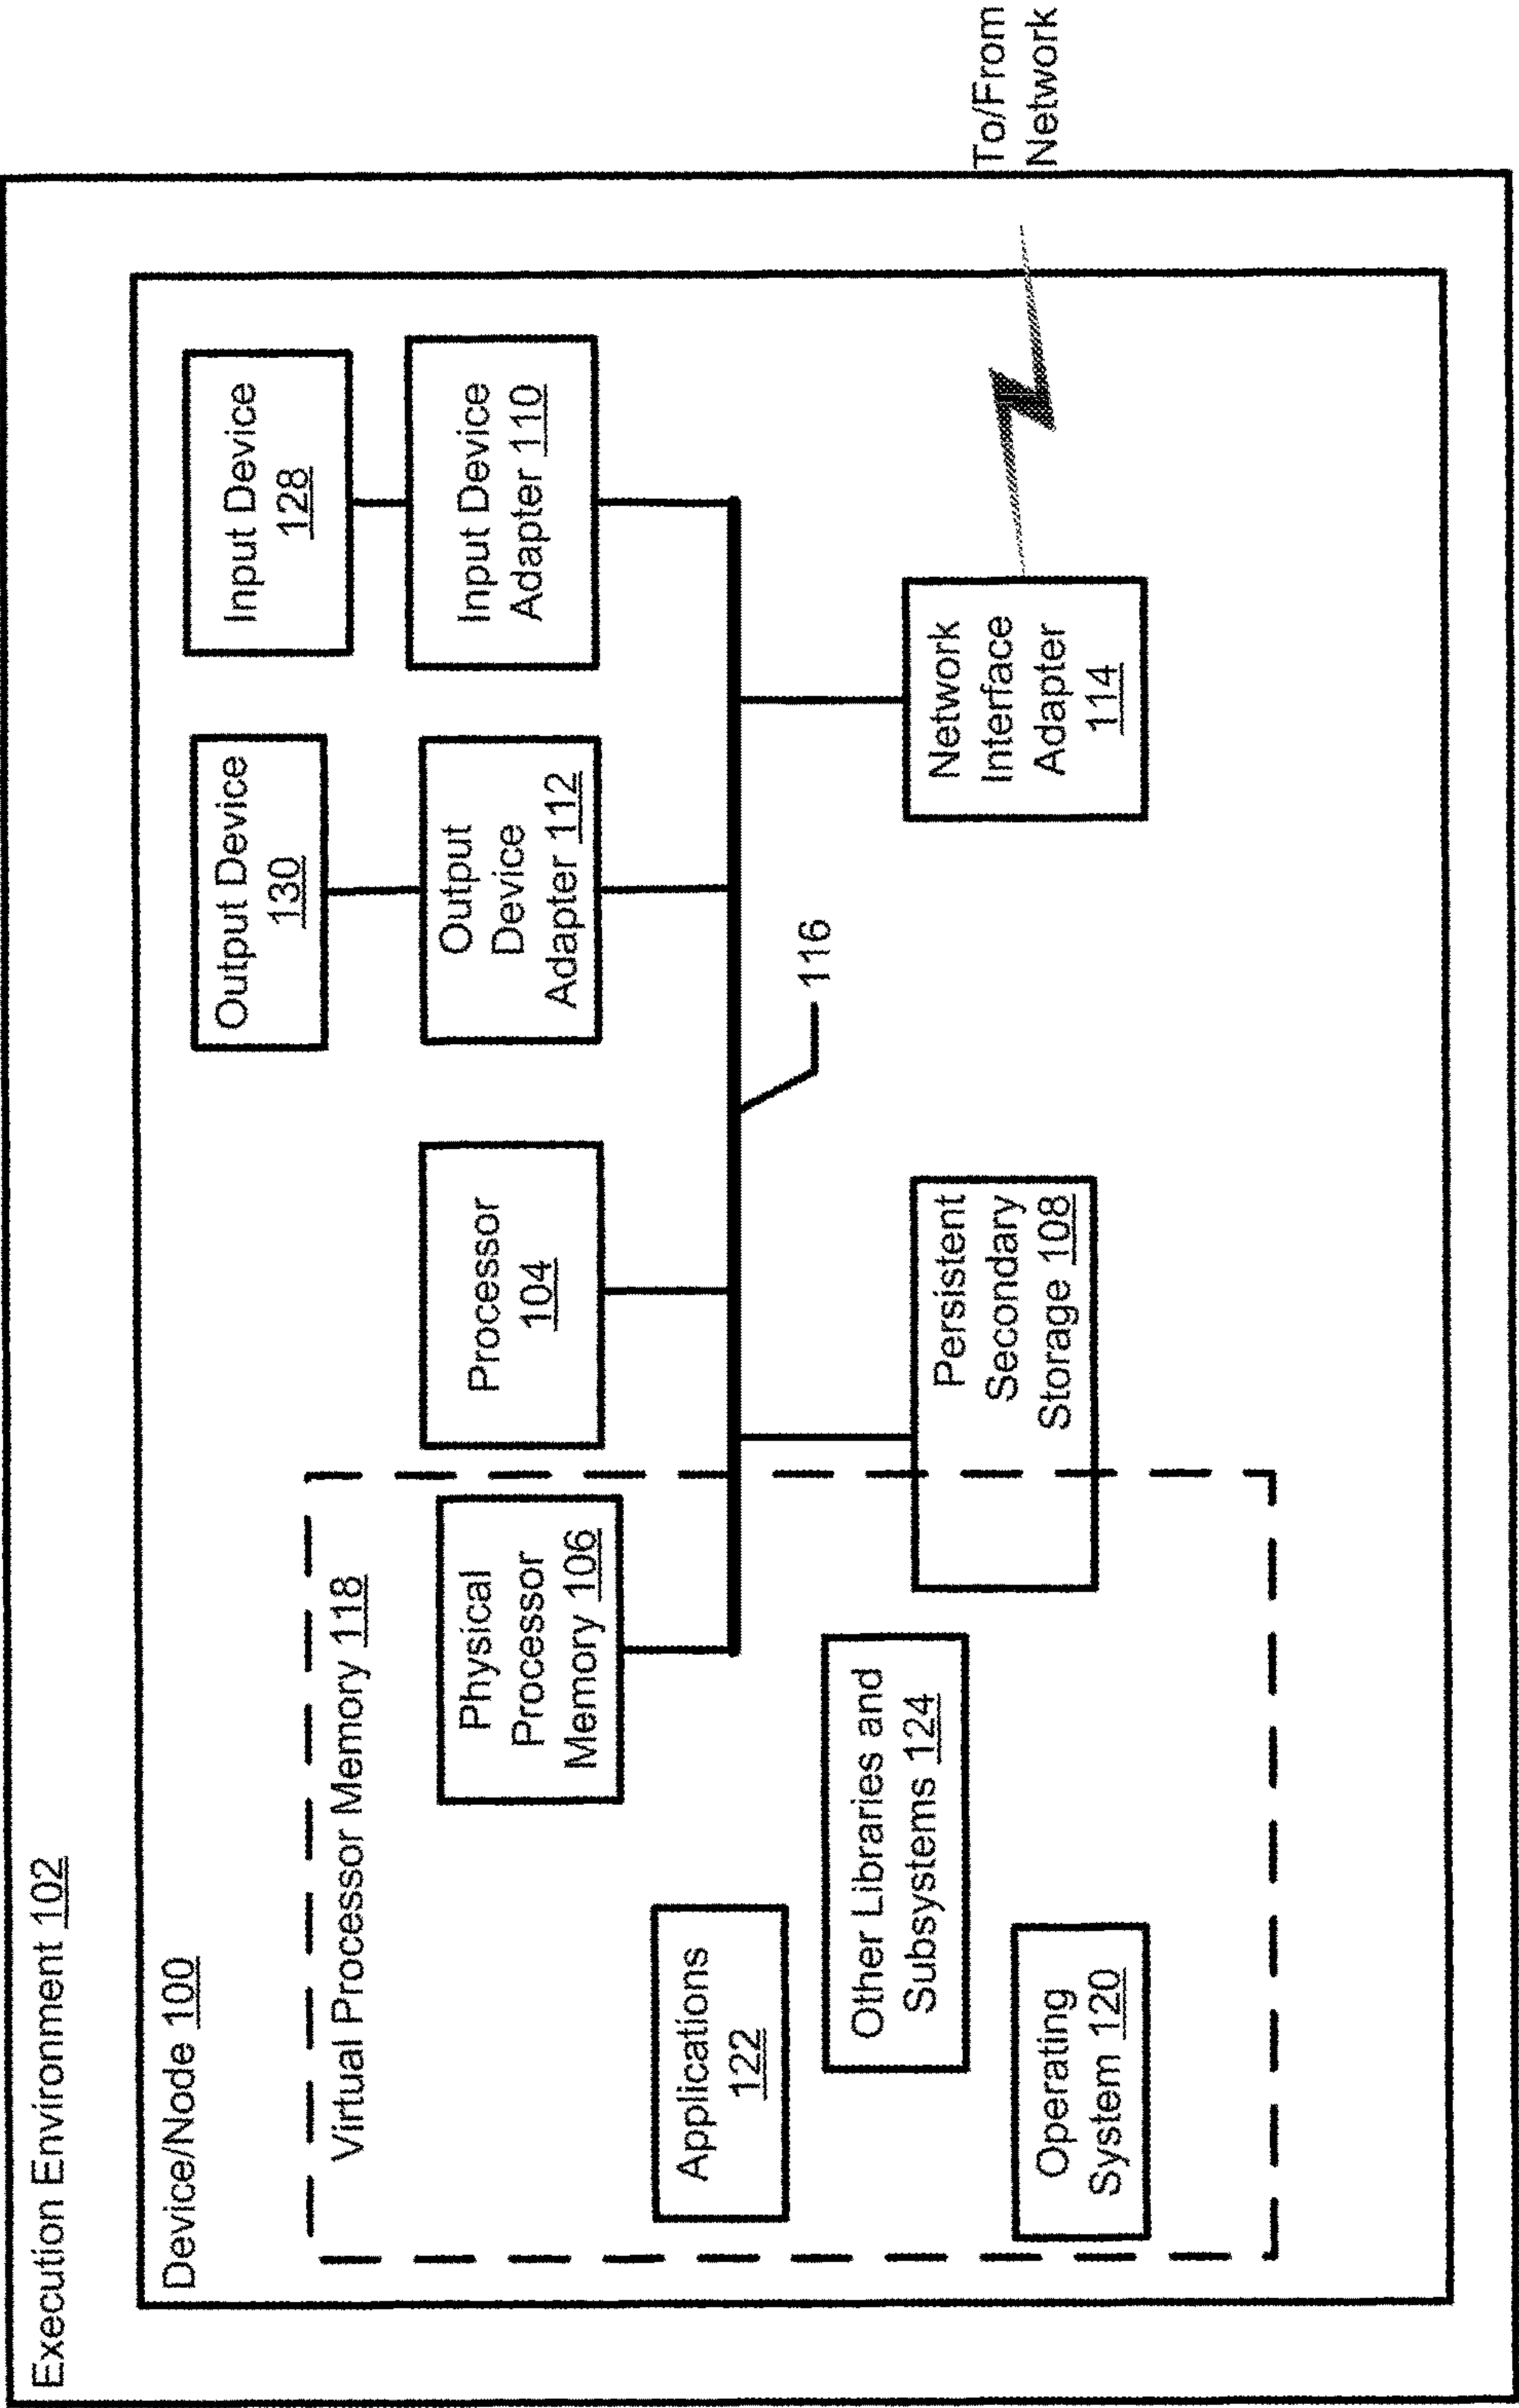 Execution Environment 102
Device/Node 100
Virtual Processor Memory 118
Physical
Processor
Memory 106
Processor
104
Output Device
130
Output
Device
Adapter 112
Input Device
128
Input Device
Adapter 110
Applications
122
Other Libraries and
Subsystems 124
Operating
System 120
Persistent
Secondary
Storage 108
116
Network
Interface
Adapter
114
To/From
Network